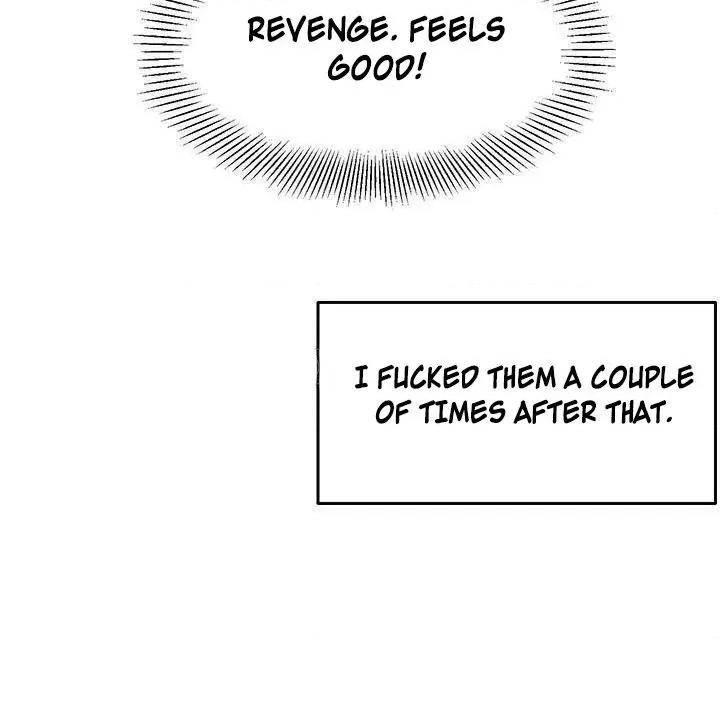 REVENGE. FEELS
GOOD!
I FUCKED THEM A COUPLE
OF TIMES AFTER THAT.